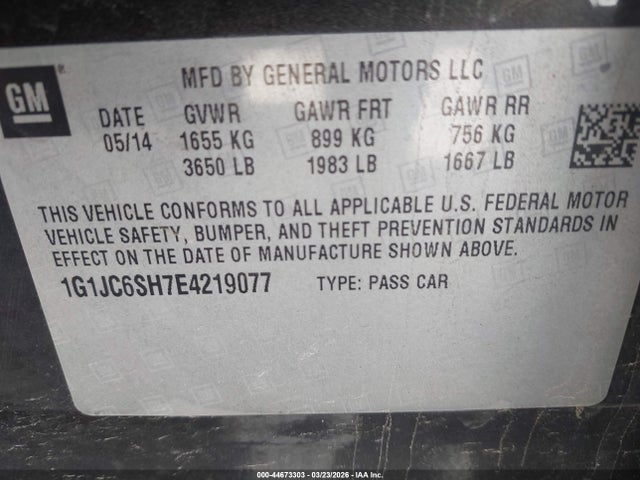 GM ® MFD BY GENERAL MOTORS LLC
DATE GVWR GAWR FRT GAWR RR
05/14 1655 KG 899 KG 756 KG
3650 LB 1983 LB 1667 LB
THIS VEHICLE CONFORMS TO ALL APPLICABLE U.S. FEDERAL MOTOR
VEHICLE SAFETY, BUMPER, AND THEFT PREVENTION STANDARDS IN
EFFECT ON THE DATE OF MANUFACTURE SHOWN ABOVE.
1G1JC6SH7E4219077 TYPE: PASS CAR
000-44673303 | 03/23/2026 | © IAA, Inc.